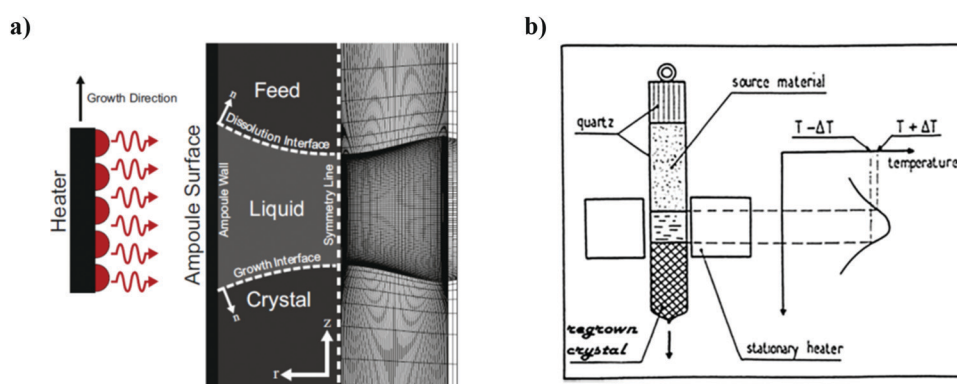 a)
Growth Direction
Heater
Ampoule Surface
Ampoule Wall
Feed
n
Dissolution Interface
Liquid
Symmetry Line
Growth Interface
n
Crystal
z
r
b)
source material
quartz
T-ΔT
T+ΔT
temperature
regrown
crystal
stationary heater